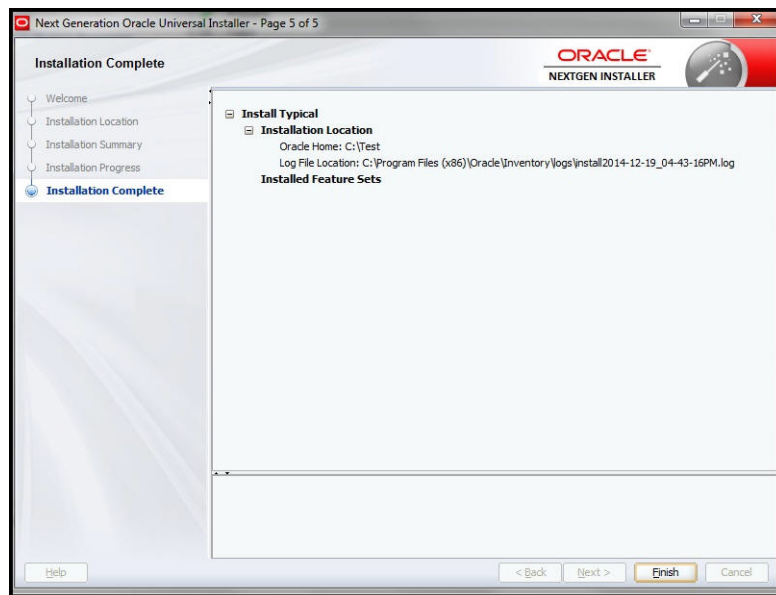 Next Generation Oracle Universal Installer - Page 5 of 5
Installation Complete
ORACLE
NEXTGEN INSTALLER
Welcome
Installation Location
Installation Summary
Installation Progress
Installation Complete
Install Typical
Installation Location
Oracle Home: C:\Test
Log File Location: C:\Program Files (x86)\Oracle\Inventory\logs\install2014-12-19_04-43-16PM.log
Installed Feature Sets
Help
< Back
Next >
Finish
Cancel